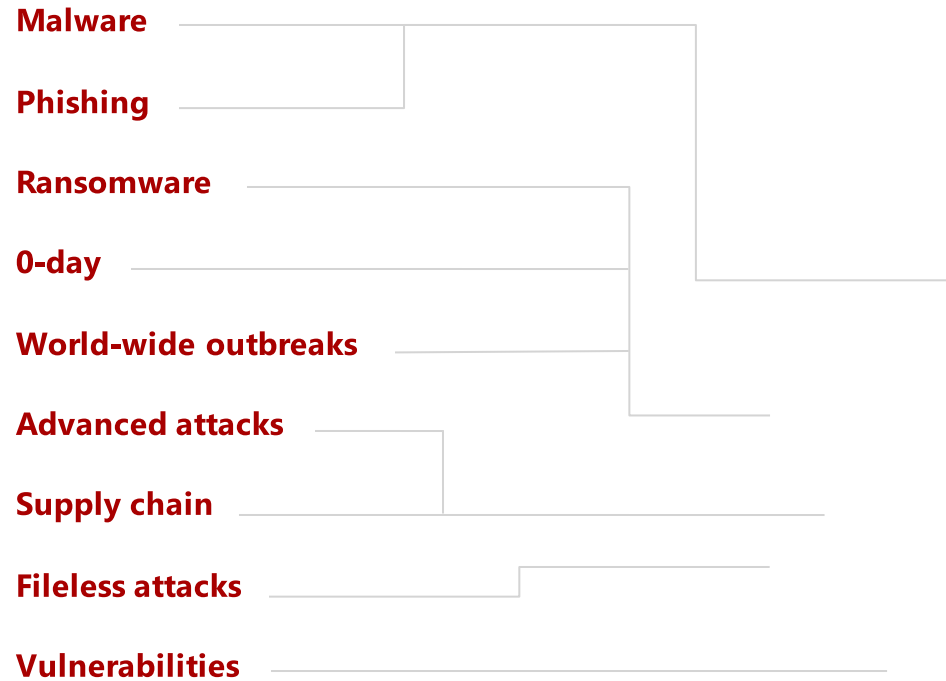 Malware
Phishing
Ransomware
0-day
World-wide outbreaks
Advanced attacks
Supply chain
Fileless attacks
Vulnerabilities